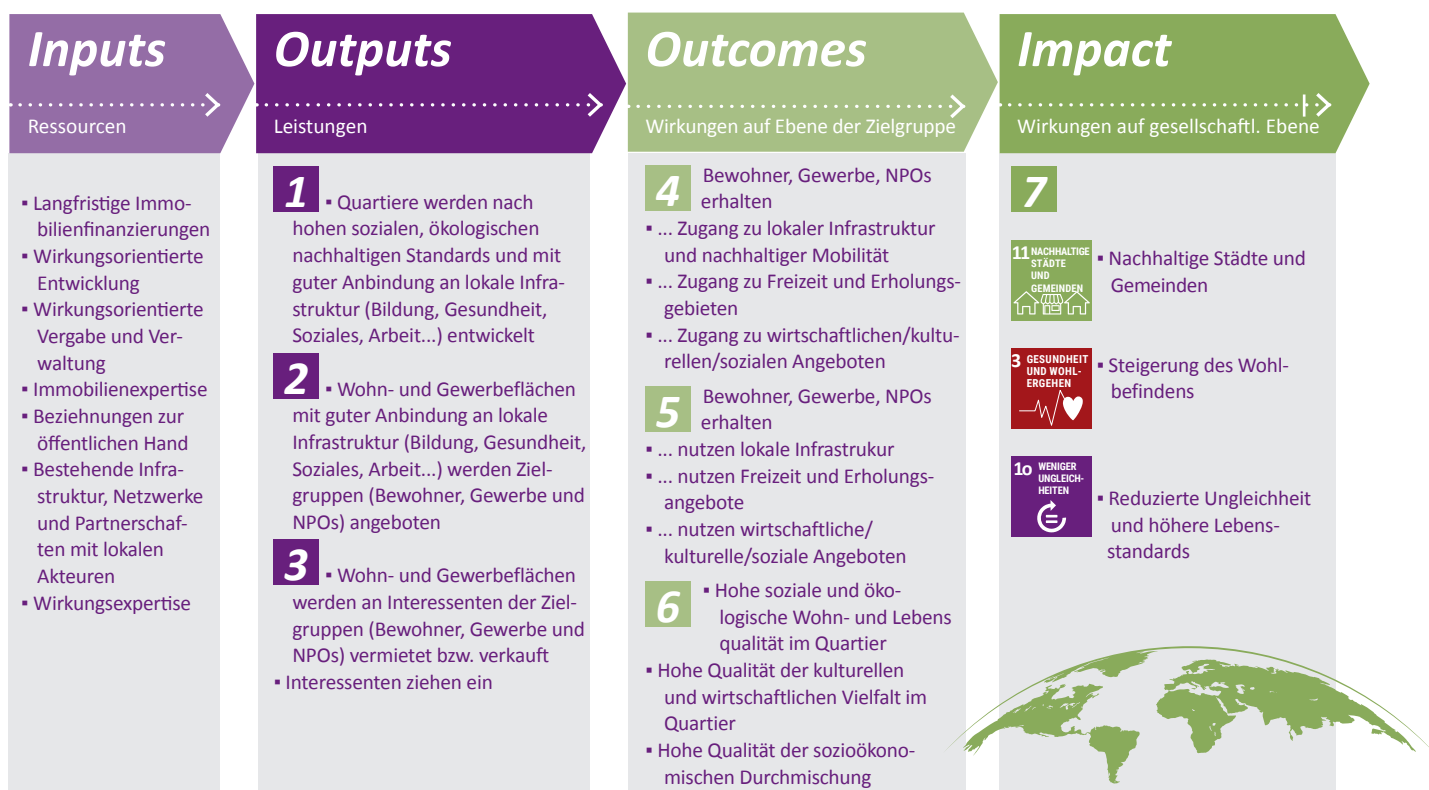 Inputs
Ressourcen
▪ Langfristige Immo-
bilienfinanzierungen
▪ Wirkungsorientierte
Entwicklung
▪ Wirkungsorientierte
Vergabe und Ver-
waltung
▪ Immobilienexpertise
▪ Beziehnungen zur
öffentlichen Hand
▪ Bestehende Infra-
struktur, Netzwerke
und Partnerschaf-
ten mit lokalen
Akteuren
▪ Wirkungsexpertise
Outputs
Leistungen
1 ▪ Quartiere werden nach
hohen sozialen, ökologischen
nachhaltigen Standards und mit
guter Anbindung an lokale Infra-
struktur (Bildung, Gesundheit,
Soziales, Arbeit...) entwickelt
2 ▪ Wohn- und Gewerbeflächen
mit guter Anbindung an lokale
Infrastruktur (Bildung, Gesundheit,
Soziales, Arbeit...) werden Ziel-
gruppen (Bewohner, Gewerbe und
NPOs) angeboten
3 ▪ Wohn- und Gewerbeflächen
werden an Interessenten der Ziel-
gruppen (Bewohner, Gewerbe und
NPOs) vermietet bzw. verkauft
▪ Interessenten ziehen ein
Outcomes
Wirkungen auf Ebene der Zielgruppe
4 Bewohner, Gewerbe, NPOs
erhalten
▪ ... Zugang zu lokaler Infrastruktur
und nachhaltiger Mobilität
▪ ... Zugang zu Freizeit und Erholungs-
gebieten
▪ ... Zugang zu wirtschaftlichen/kultu-
rellen/sozialen Angeboten
5 Bewohner, Gewerbe, NPOs
erhalten
▪ ... nutzen lokale Infrastrukur
▪ ... nutzen Freizeit und Erholungs-
angebote
▪ ... nutzen wirtschaftliche/
kulturelle/soziale Angeboten
6 ▪ Hohe soziale und öko-
logische Wohn- und Lebens
qualität im Quartier
▪ Hohe Qualität der kulturellen
und wirtschaftlichen Vielfalt im
Quartier
▪ Hohe Qualität der sozioökono-
mischen Durchmischung
Impact
Wirkungen auf gesellschaftl. Ebene
7
11 NACHHALTIGE
STÄDTE
UND
GEMEINDEN
▪ Nachhaltige Städte und
Gemeinden
3 GESUNDHEIT
UND WOHL-
ERGEHEN
▪ Steigerung des Wohl-
befindens
10 WENIGER
UNGLEICH-
HEITEN
▪ Reduzierte Ungleichheit
und höhere Lebens-
standards